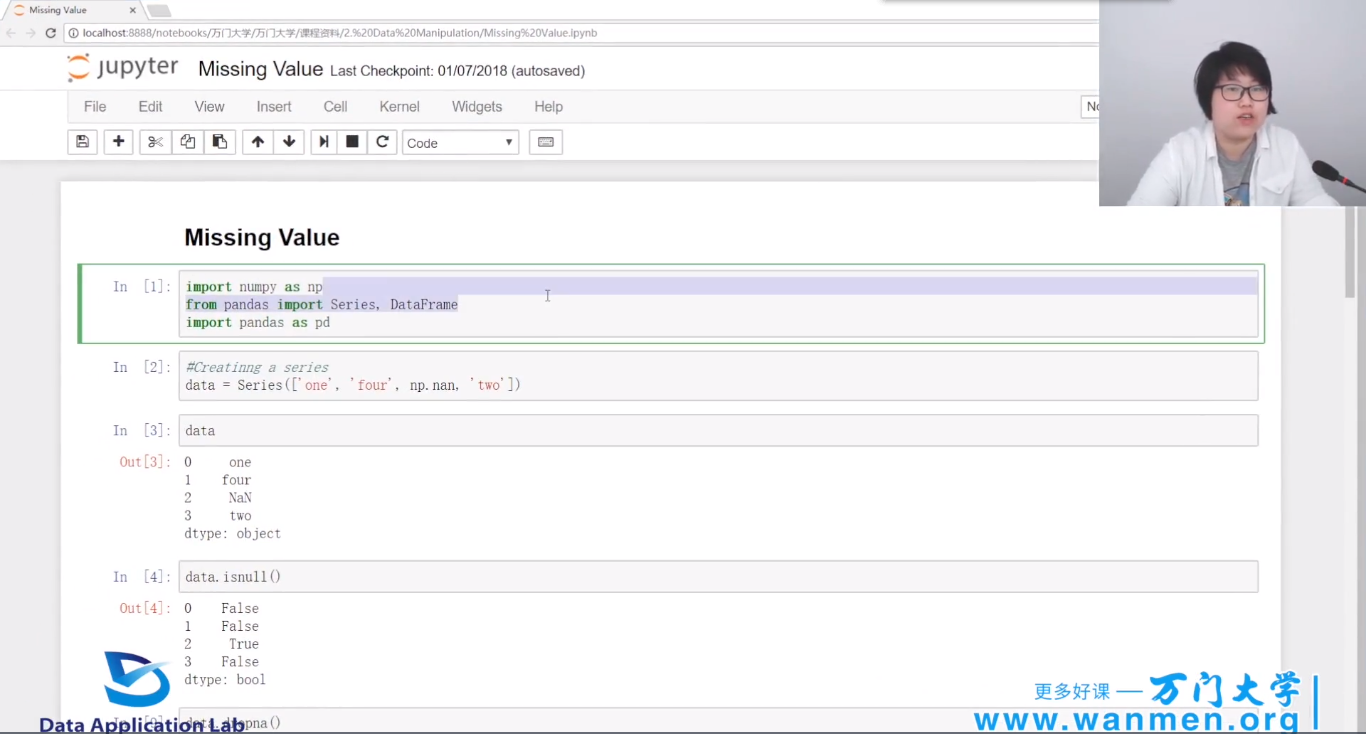 Missing Value
localhost:8888/notebooks/万门大学/万门大学/课程资料/2.%20Data%20Manipulation/Missing%20Value.ipynb
jupyter Missing Value Last Checkpoint: 01/07/2018 (autosaved)
File Edit View Insert Cell Kernel Widgets Help
Code
Missing Value
In [1]: import numpy as np
from pandas import Series, DataFrame
import pandas as pd
In [2]: #Creatinng a series
data = Series(['one', 'four', np.nan, 'two'])
In [3]: data
Out[3]: 0 one
1 four
2 NaN
3 two
dtype: object
In [4]: data.isnull()
Out[4]: 0 False
1 False
2 True
3 False
dtype: bool
Data Application Lab
更多好课 — 万门大学
www.wanmen.org